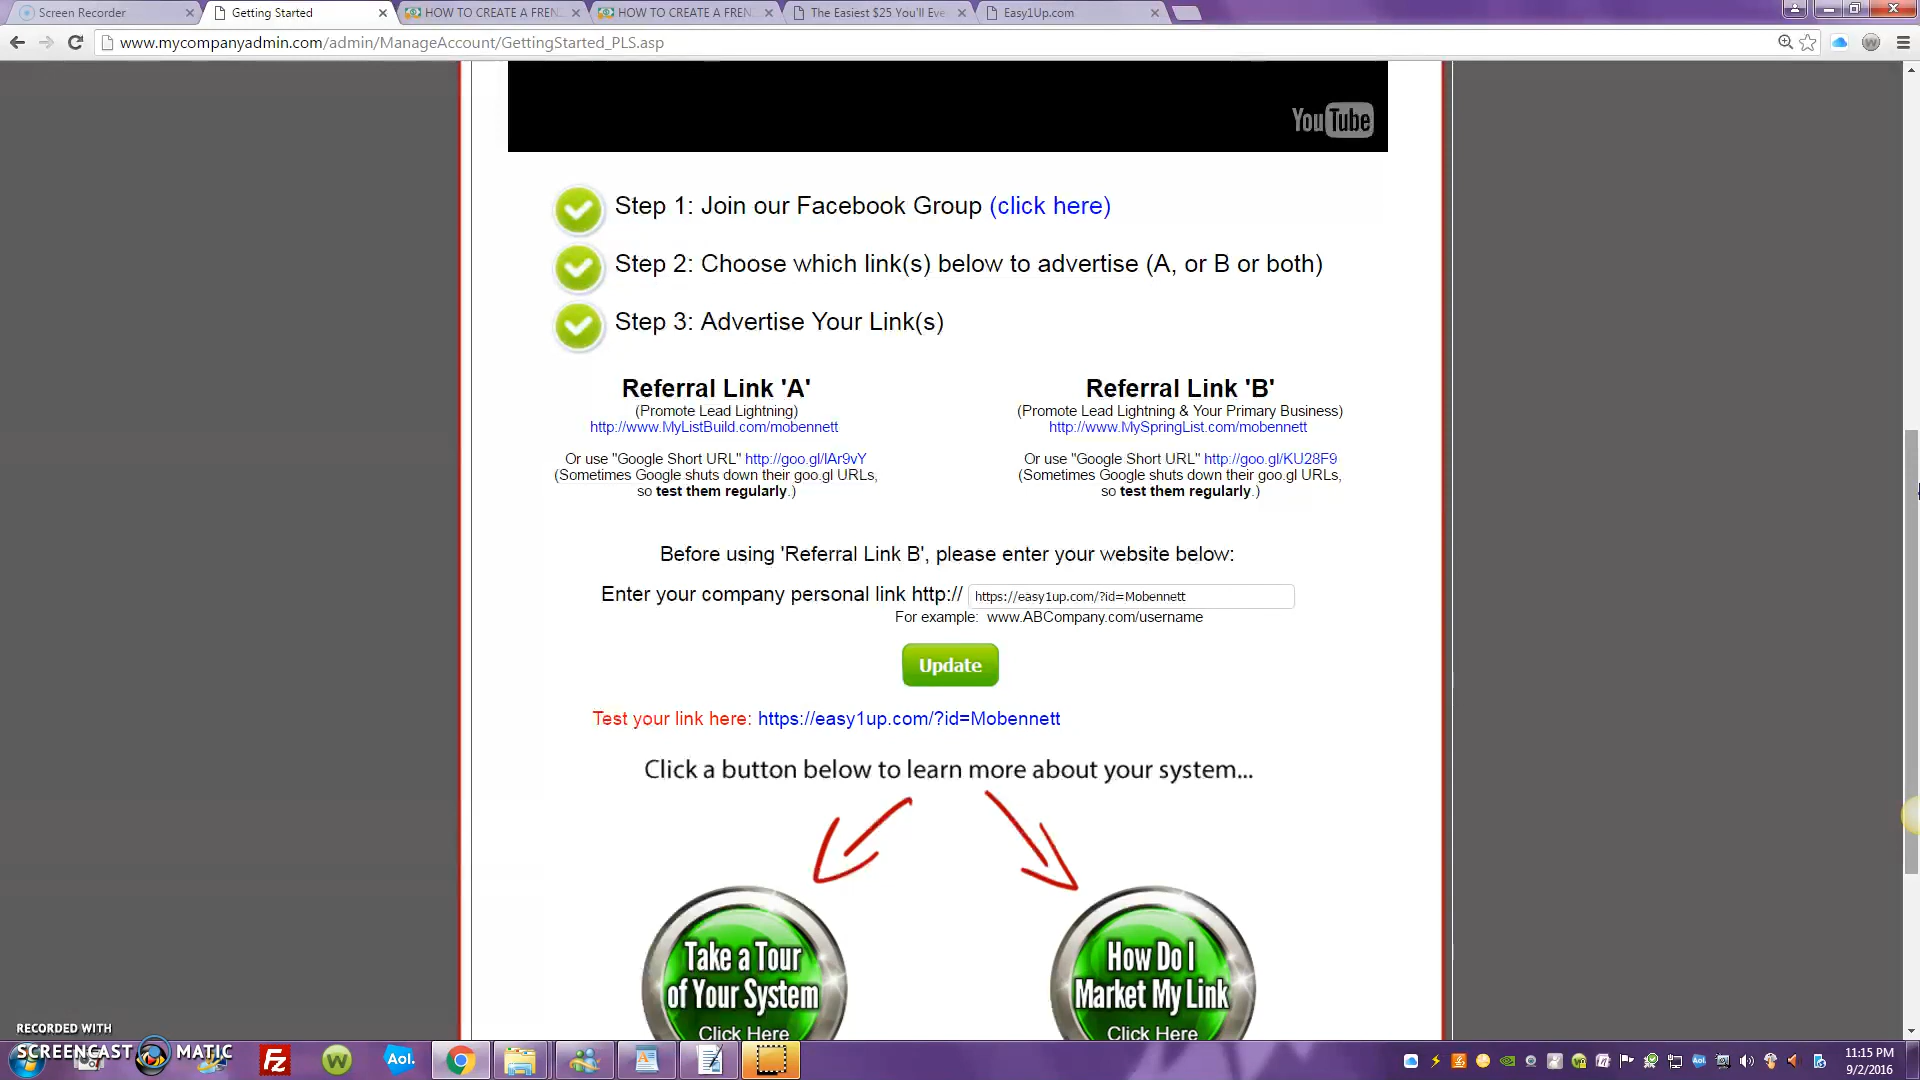 Screen Recorder
Getting Started
HOW TO CREATE A FREN
HOW TO CREATE A FREN
The Easiest $25 You'll Eve
Easy1Up.com
www.mycompanyadmin.com/admin/ManageAccount/GettingStarted_PLS.asp
YouTube
Step 1: Join our Facebook Group (click here)
Step 2: Choose which link(s) below to advertise (A, or B or both)
Step 3: Advertise Your Link(s)
Referral Link 'A'
(Promote Lead Lightning)
http://www.MyListBuild.com/mobennett
Or use "Google Short URL" http://goo.gl/IAr9vY
(Sometimes Google shuts down their goo.gl URLs,
so test them regularly.)
Referral Link 'B'
(Promote Lead Lightning & Your Primary Business)
http://www.MySpringList.com/mobennett
Or use "Google Short URL" http://goo.gl/KU28F9
(Sometimes Google shuts down their goo.gl URLs,
so test them regularly.)
Before using 'Referral Link B', please enter your website below:
Enter your company personal link http:// https://easy1up.com/?id=Mobennett
For example: www.ABCompany.com/username
Update
Test your link here: https://easy1up.com/?id=Mobennett
Click a button below to learn more about your system...
Take a Tour
of Your System
Click Here
How Do I
Market My Link
Click Here
RECORDED WITH
SCREENCAST MATIC
Aol.
11:15 PM
9/2/2016